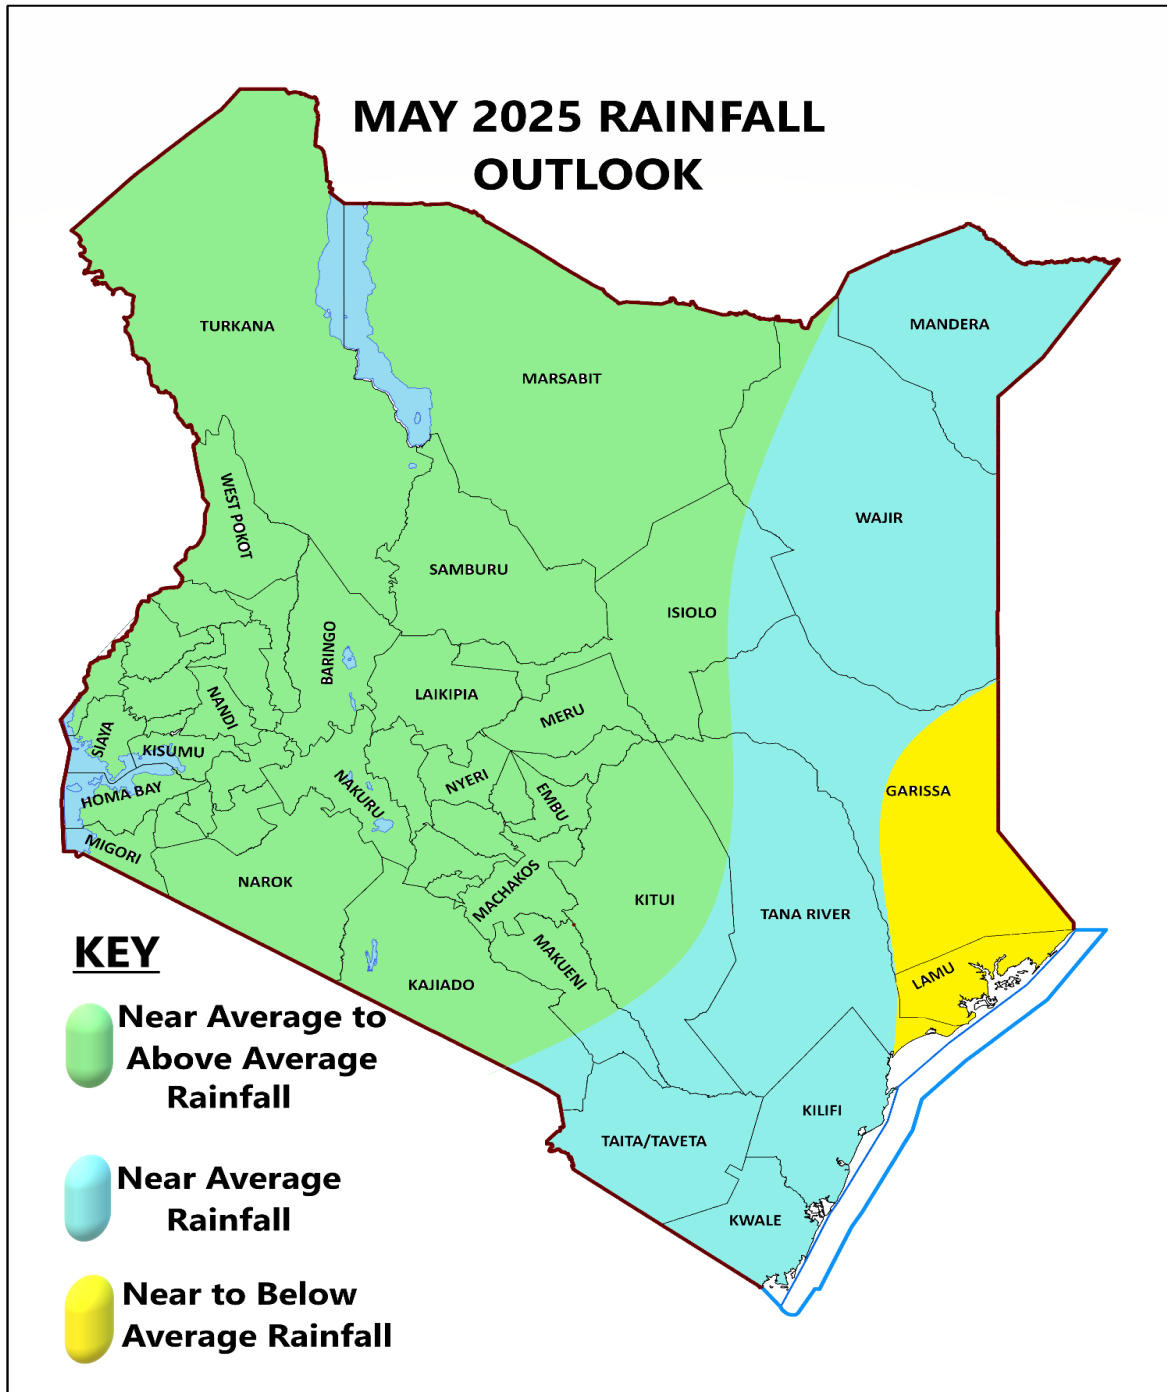 MAY 2025 RAINFALL
OUTLOOK
TURKANA
MANDERA
MARSABIT
WEST POKOT
WAJIR
SAMBURU
ISIOLO
BARINGO
LAIKIPIA
NANDI
MERU
SIAYA
KISUMU
NYERI
NAKURU
EMBU
GARISSA
HOMA BAY
MIGORI
NAROK
MACHAKOS
KITUI
TANA RIVER
MAKUENI
LAMU
KAJIADO
KILIFI
TAITA/TAVETA
KWALE
KEY
Near Average to
Above Average
Rainfall
Near Average
Rainfall
Near to Below
Average Rainfall